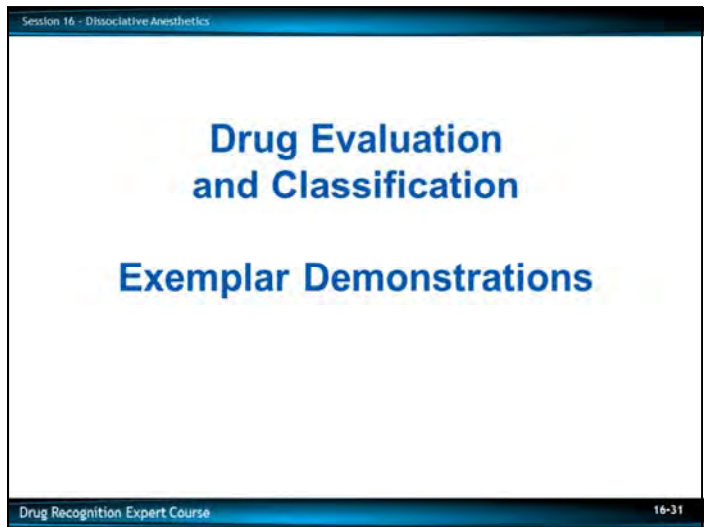 Session 16 - Dissociative Anesthetics
Drug Evaluation
and Classification
Exemplar Demonstrations
Drug Recognition Expert Course
16-31